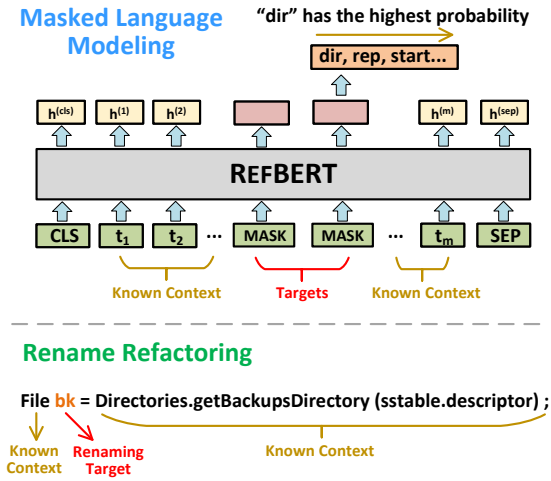 Masked Language Modeling
"dir" has the highest probability
dir, rep, start...
h(cls) h(1) h(2) h(m) h(sep)
REFBERT
CLS t1 t2 ... MASK MASK ... tm SEP
Known Context Targets Known Context
Rename Refactoring
File bk = Directories.getBackupsDirectory (sstable.descriptor) ;
Known Context
Renaming Target
Known Context